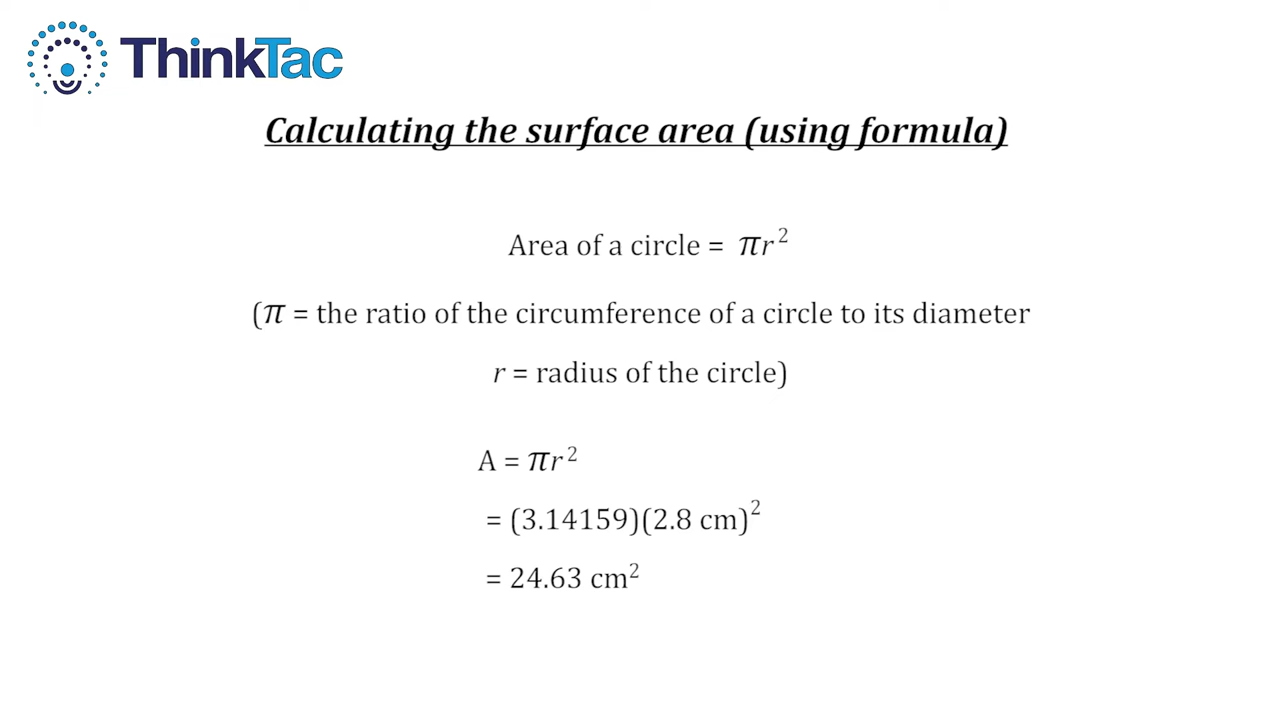 ThinkTac
Calculating the surface area (using formula)
Area of a circle = πr²
(π = the ratio of the circumference of a circle to its diameter
r = radius of the circle)
A = πr²
= (3.14159)(2.8 cm)²
= 24.63 cm²